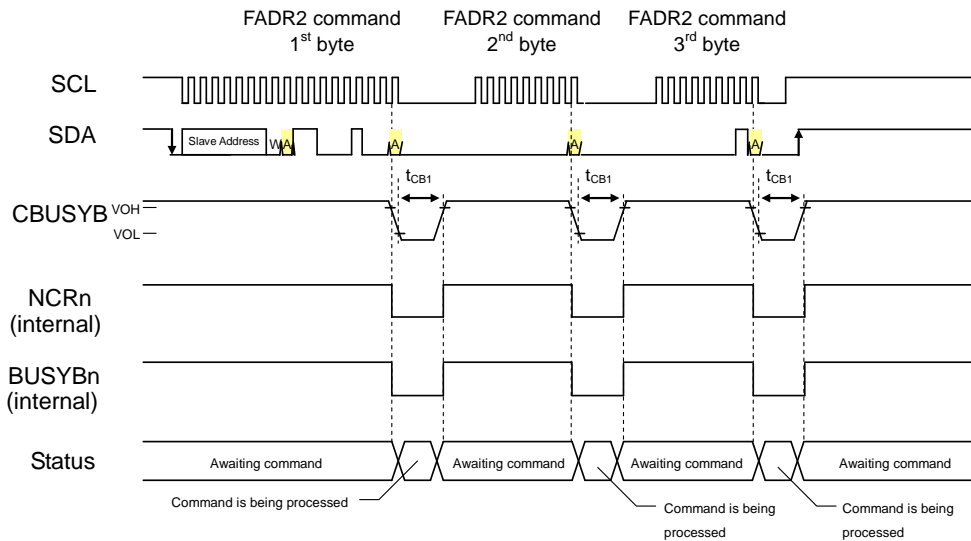 FADR2 command
1st byte
FADR2 command
2nd byte
FADR2 command
3rd byte
SCL
SDA
Slave Address
W
A
A
A
A
tCB1
tCB1
tCB1
CBUSYB
VOH
VOL
NCRn
(internal)
BUSYBn
(internal)
Status
Awaiting command
Awaiting command
Awaiting command
Awaiting command
Command is being processed
Command is being
processed
Command is being
processed